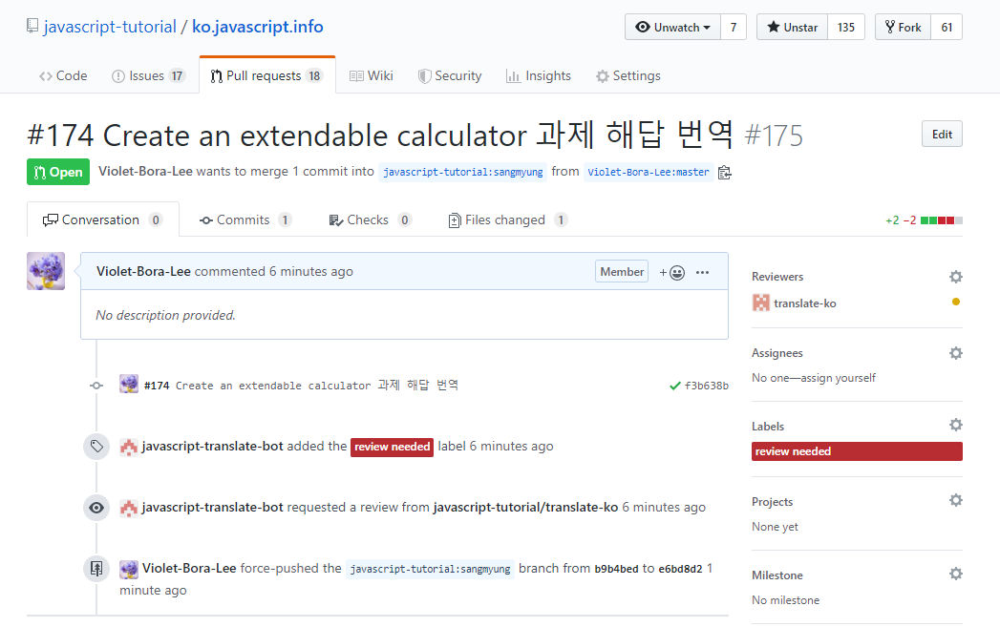 javascript-tutorial / ko.javascript.info
Unwatch 7 Unstar 135 Fork 61
Code Issues 17 Pull requests 18 Wiki Security Insights Settings
#174 Create an extendable calculator 과제 해답 번역 #175
Edit
Open Violet-Bora-Lee wants to merge 1 commit into javascript-tutorial:sangmyung from Violet-Bora-Lee:master
Conversation 0 Commits 1 Checks 0 Files changed 1
+2 −2
Violet-Bora-Lee commented 6 minutes ago
Member
No description provided.
#174 Create an extendable calculator 과제 해답 번역 f3b638b
javascript-translate-bot added the review needed label 6 minutes ago
javascript-translate-bot requested a review from javascript-tutorial/translate-ko 6 minutes ago
Violet-Bora-Lee force-pushed the javascript-tutorial:sangmyung branch from b9b4bed to e6bd8d2 1
minute ago
Reviewers
translate-ko
Assignees
No one—assign yourself
Labels
review needed
Projects
None yet
Milestone
No milestone